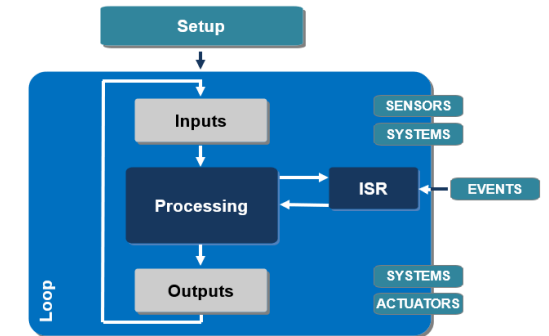 Setup
Inputs
SENSORS
SYSTEMS
Processing
ISR
EVENTS
Outputs
SYSTEMS
ACTUATORS
Loop